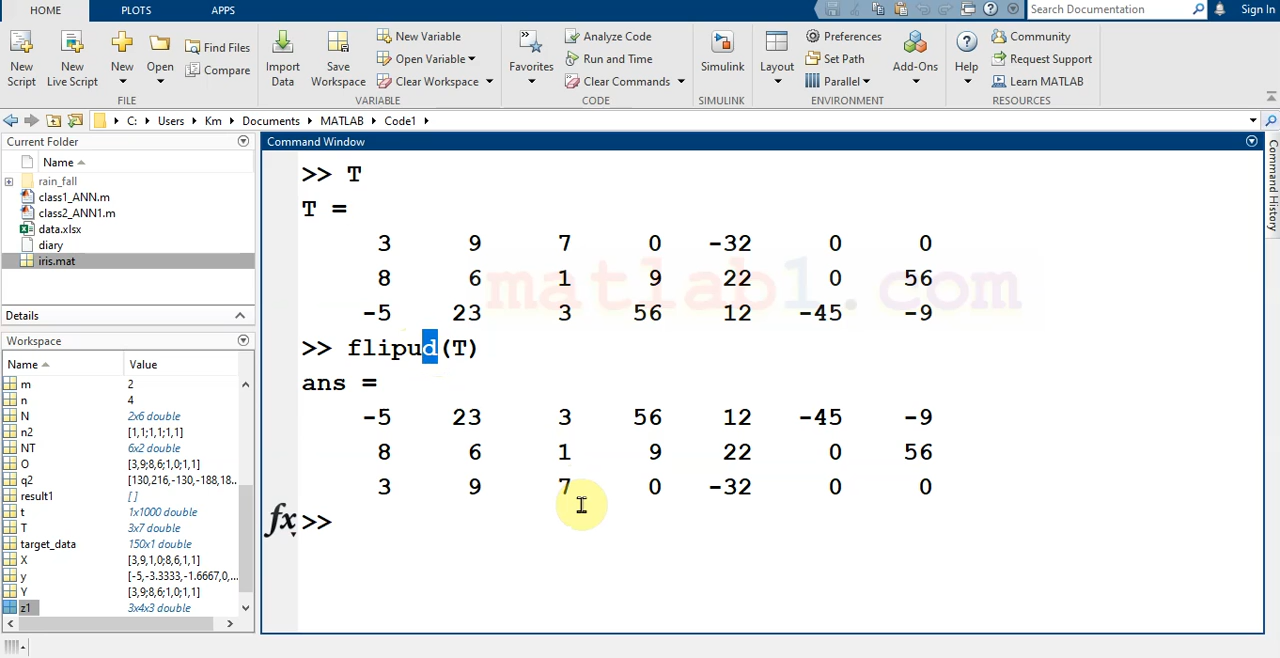 HOME PLOTS APPS Search Documentation Sign In
New Script
New Live Script
New
Open
Find Files
Compare
FILE
Import Data
Save Workspace
New Variable
Open Variable
Clear Workspace
VARIABLE
Favorites
Analyze Code
Run and Time
Clear Commands
CODE
Simulink
SIMULINK
Layout
Preferences
Set Path
Parallel
Add-Ons
ENVIRONMENT
Help
Community
Request Support
Learn MATLAB
RESOURCES
C: Users Km Documents MATLAB Code1
Current Folder
Name
rain_fall
class1_ANN.m
class2_ANN1.m
data.xlsx
diary
iris.mat
Details
Workspace
Name Value
m 2
n 4
N 2x6 double
n2 [1,1;1,1;1,1]
NT 6x2 double
O [3,9;8,6;1,0;1,1]
q2 [130,216,-130,-188,18...
result1 [ ]
t 1x1000 double
T 3x7 double
target_data 150x1 double
X [3,9,1,0;8,6,1,1]
y [-5,-3.3333,-1.6667,0,...
Y [3,9;8,6;1,0;1,1]
z1 3x4x3 double
Command Window
>> T
T =
3 9 7 0 -32 0 0
8 6 1 9 22 0 56
-5 23 3 56 12 -45 -9
matlab1.com
>> flipud(T)
ans =
-5 23 3 56 12 -45 -9
8 6 1 9 22 0 56
3 9 7 0 -32 0 0
fx >>
Command History